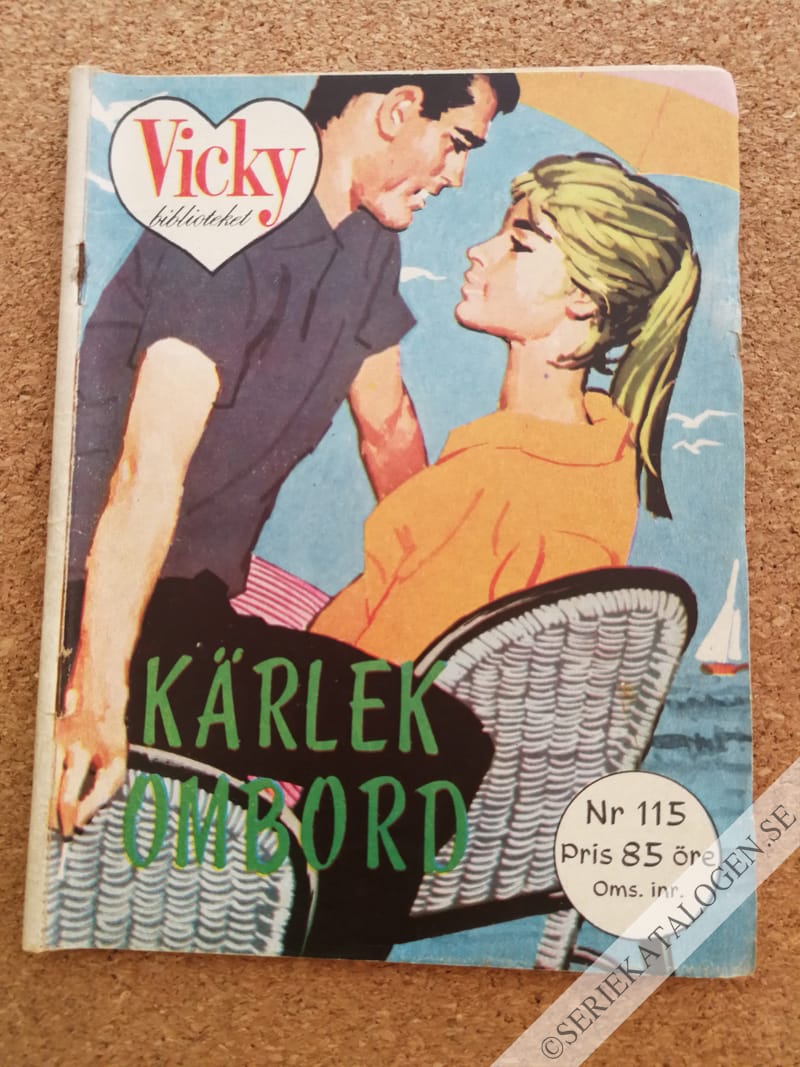 Vicky
biblioteket
KÄRLEK
OMBORD
Nr 115
Pris 85 öre
Oms. inr.
©SERIEKATALOGEN.SE